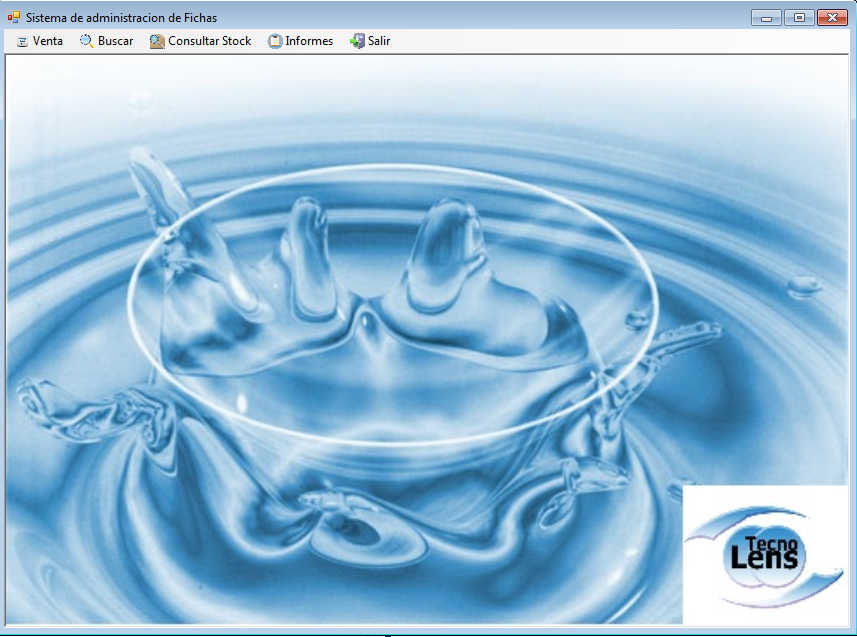 Sistema de administracion de Fichas
Venta Buscar Consultar Stock Informes Salir
Tecno
Lens